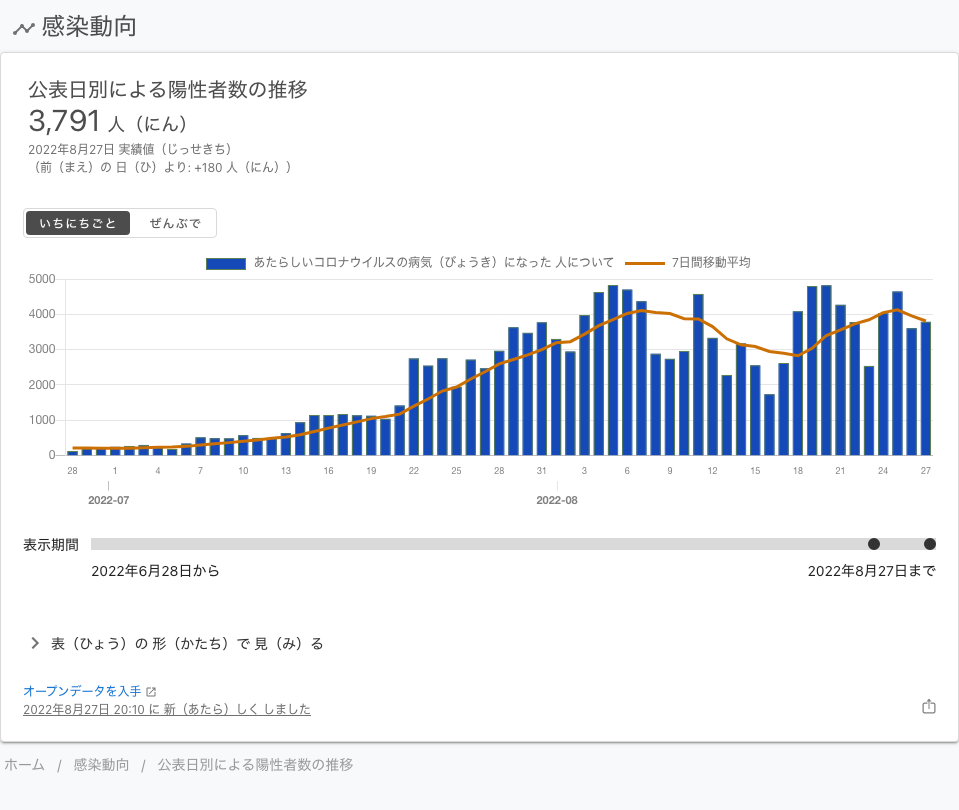 感染動向
公表日別による陽性者数の推移
3,791 人（にん）
2022年8月27日 実績値（じっせきち）
（前（まえ）の 日（ひ）より: +180 人（にん））
いちにちごと ぜんぶで
あたらしいコロナウイルスの病気（びょうき）になった 人について 7日間移動平均
5000
4000
3000
2000
1000
0
28 1 4 7 10 13 16 19 22 25 28 31 3 6 9 12 15 18 21 24 27
2022-07 2022-08
表示期間
2022年6月28日から 2022年8月27日まで
表（ひょう）の 形（かたち）で 見（み）る
オープンデータを入手
2022年8月27日 20:10 に 新（あたら）しく しました
ホーム / 感染動向 / 公表日別による陽性者数の推移